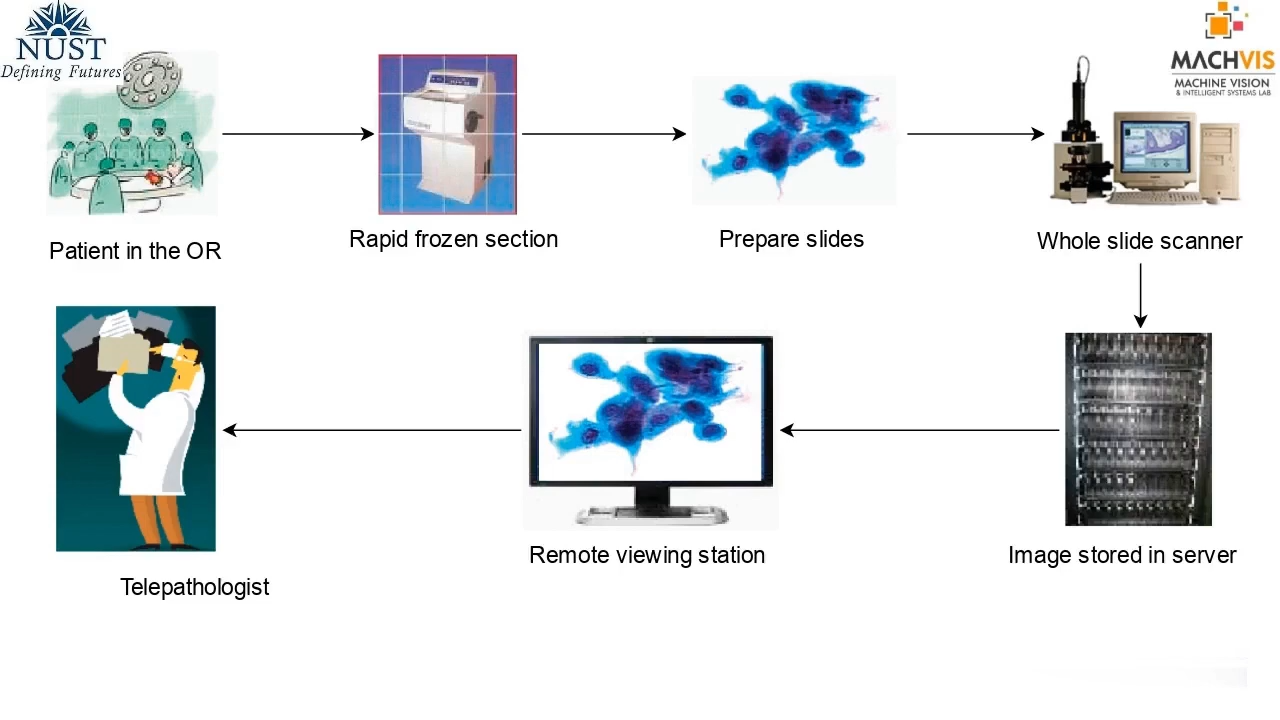 NUST
Defining Futures
MACHVIS
MACHINE VISION
& INTELLIGENT SYSTEMS LAB
Patient in the OR
Rapid frozen section
Prepare slides
Whole slide scanner
Telepathologist
Remote viewing station
Image stored in server